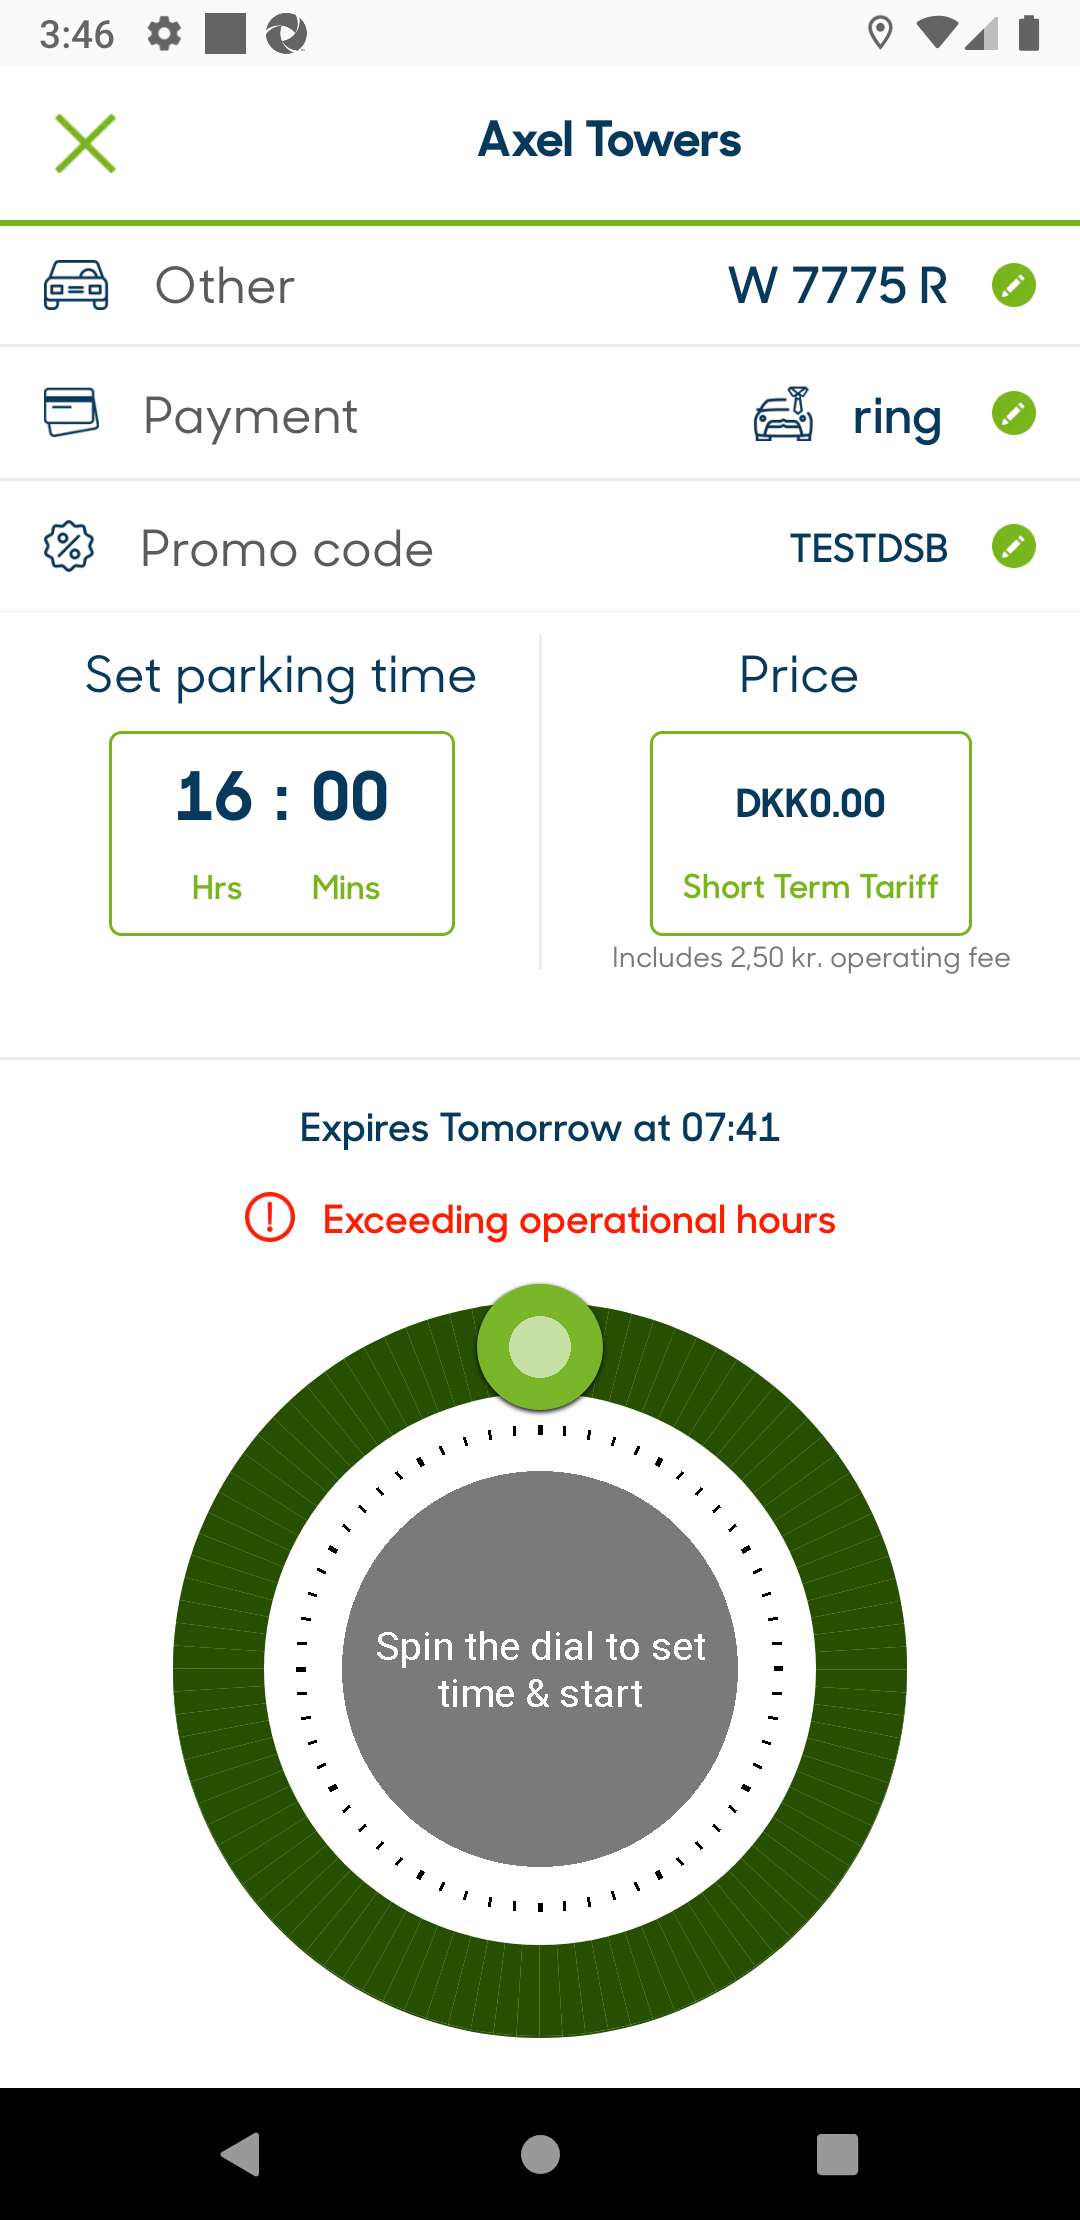 3:46
Axel Towers
Other W 7775 R
Payment ring
Promo code TESTDSB
Set parking time Price
16 : 00 DKK0.00
Hrs Mins Short Term Tariff
Includes 2,50 kr. operating fee
Expires Tomorrow at 07:41
Exceeding operational hours
Spin the dial to set
time & start